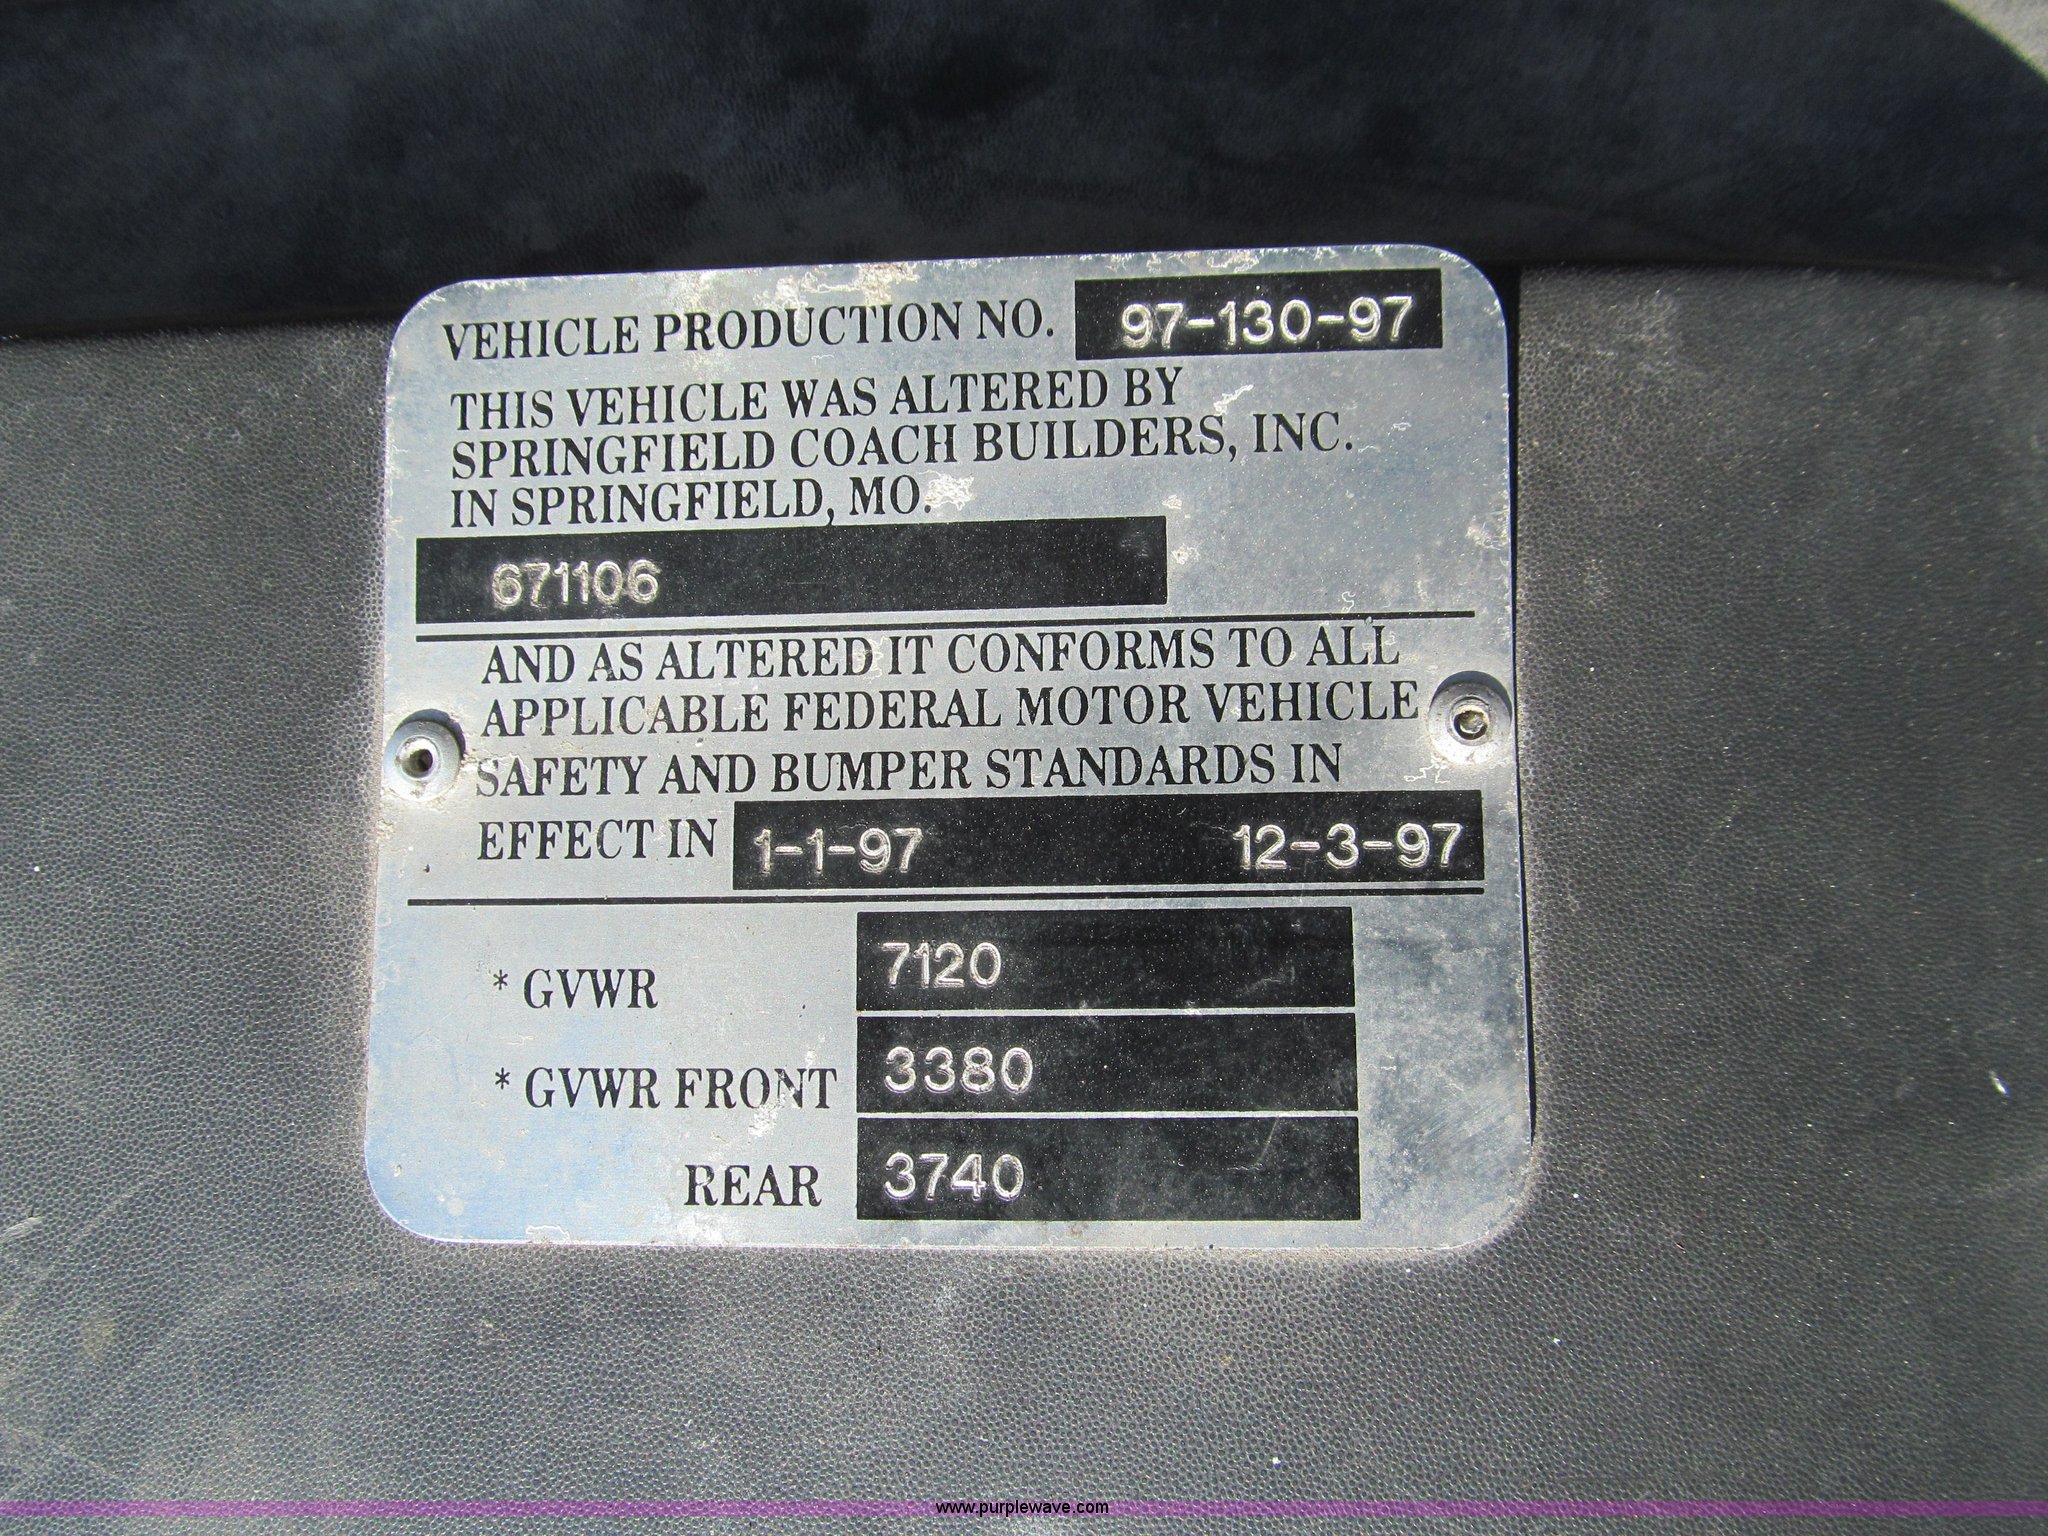 VEHICLE PRODUCTION NO. 97-130-97
THIS VEHICLE WAS ALTERED BY
SPRINGFIELD COACH BUILDERS, INC.
IN SPRINGFIELD, MO.
671106
AND AS ALTERED IT CONFORMS TO ALL
APPLICABLE FEDERAL MOTOR VEHICLE
SAFETY AND BUMPER STANDARDS IN
EFFECT IN 1-1-97 12-3-97
* GVWR 7120
* GVWR FRONT 3380
REAR 3740
www.purplewave.com